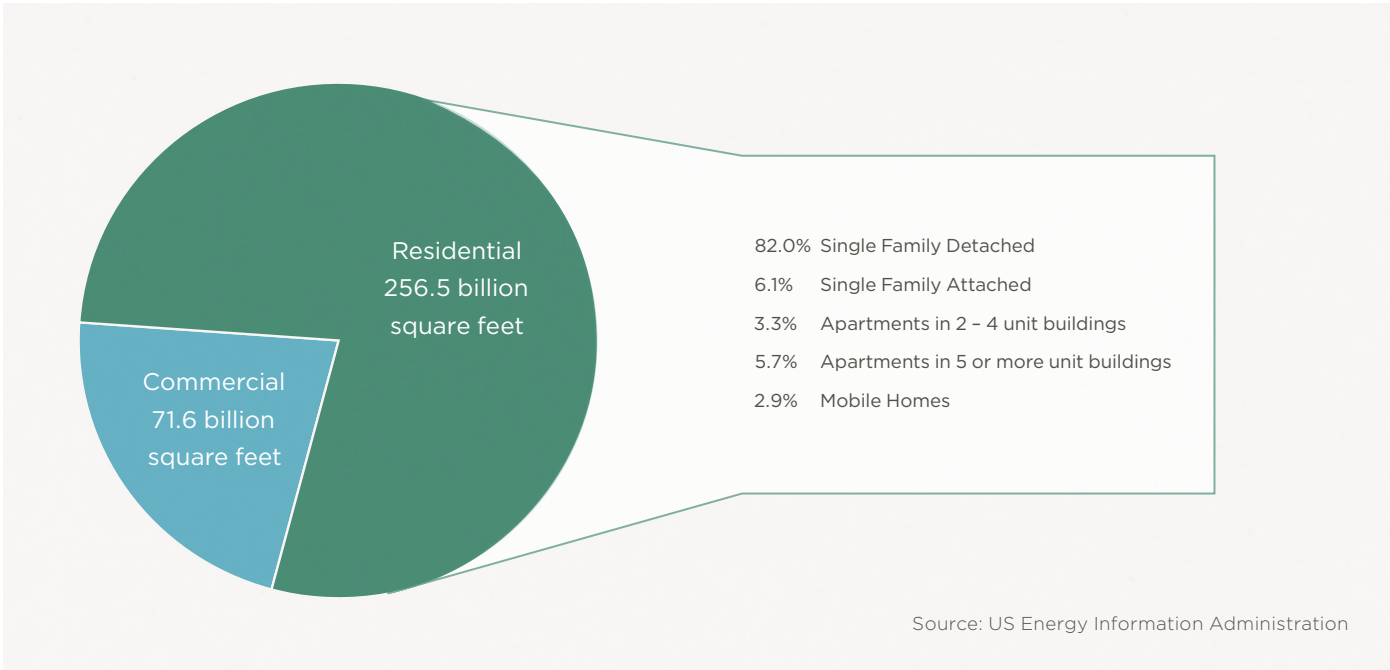 Residential
256.5 billion
square feet
Commercial
71.6 billion
square feet
82.0% Single Family Detached
6.1% Single Family Attached
3.3% Apartments in 2 – 4 unit buildings
5.7% Apartments in 5 or more unit buildings
2.9% Mobile Homes
Source: US Energy Information Administration